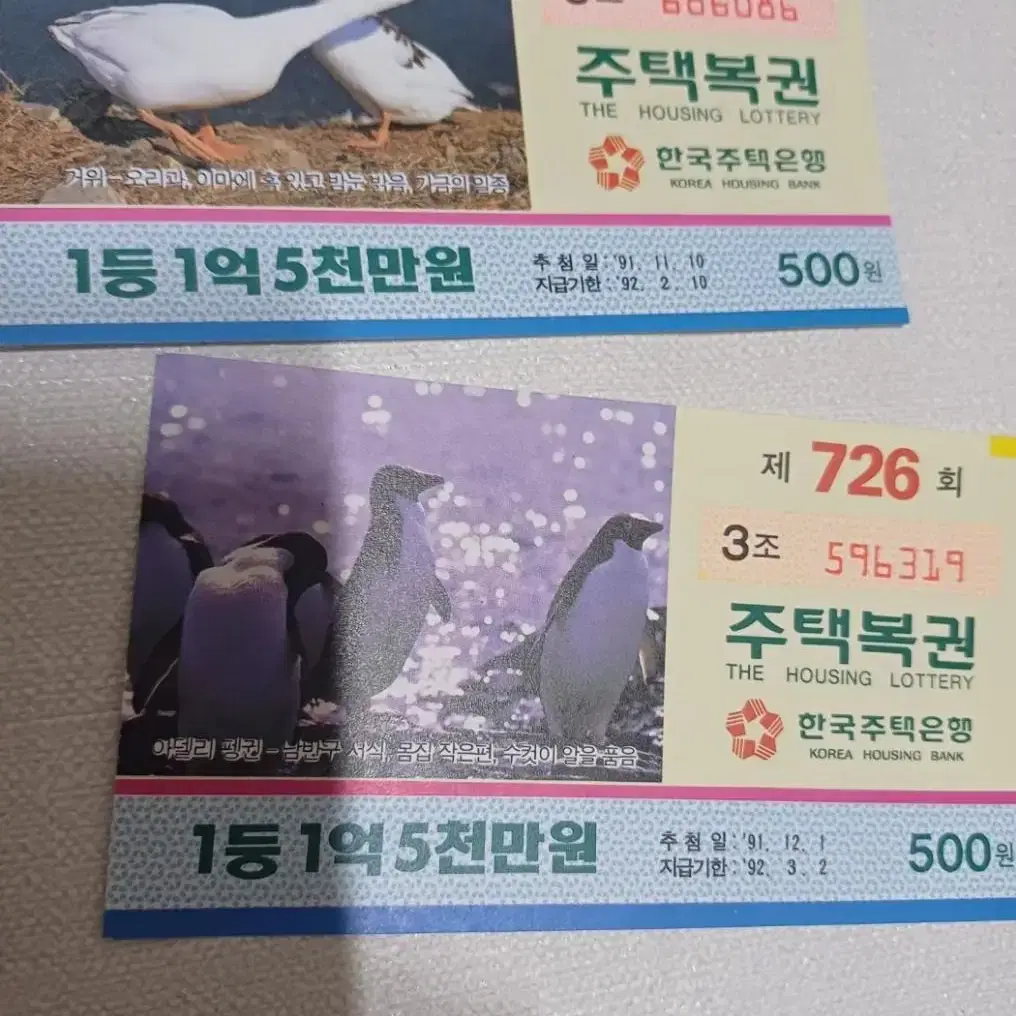 686086
주택복권
THE HOUSING LOTTERY
한국주택은행
KOREA HOUSING BANK
거위-오리과, 이마에 혹 있고 밤눈 밝음, 가금의 일종
1등 1억 5천만원
추첨일:'91. 11. 10
지급기한:'92. 2. 10
500원
제 726 회
3조 596319
주택복권
THE HOUSING LOTTERY
한국주택은행
KOREA HOUSING BANK
아델리 펭귄-남반구 서식, 몸집 작은편, 수컷이 알을 품음
1등 1억 5천만원
추첨일:'91. 12. 1
지급기한:'92. 3. 2
500원